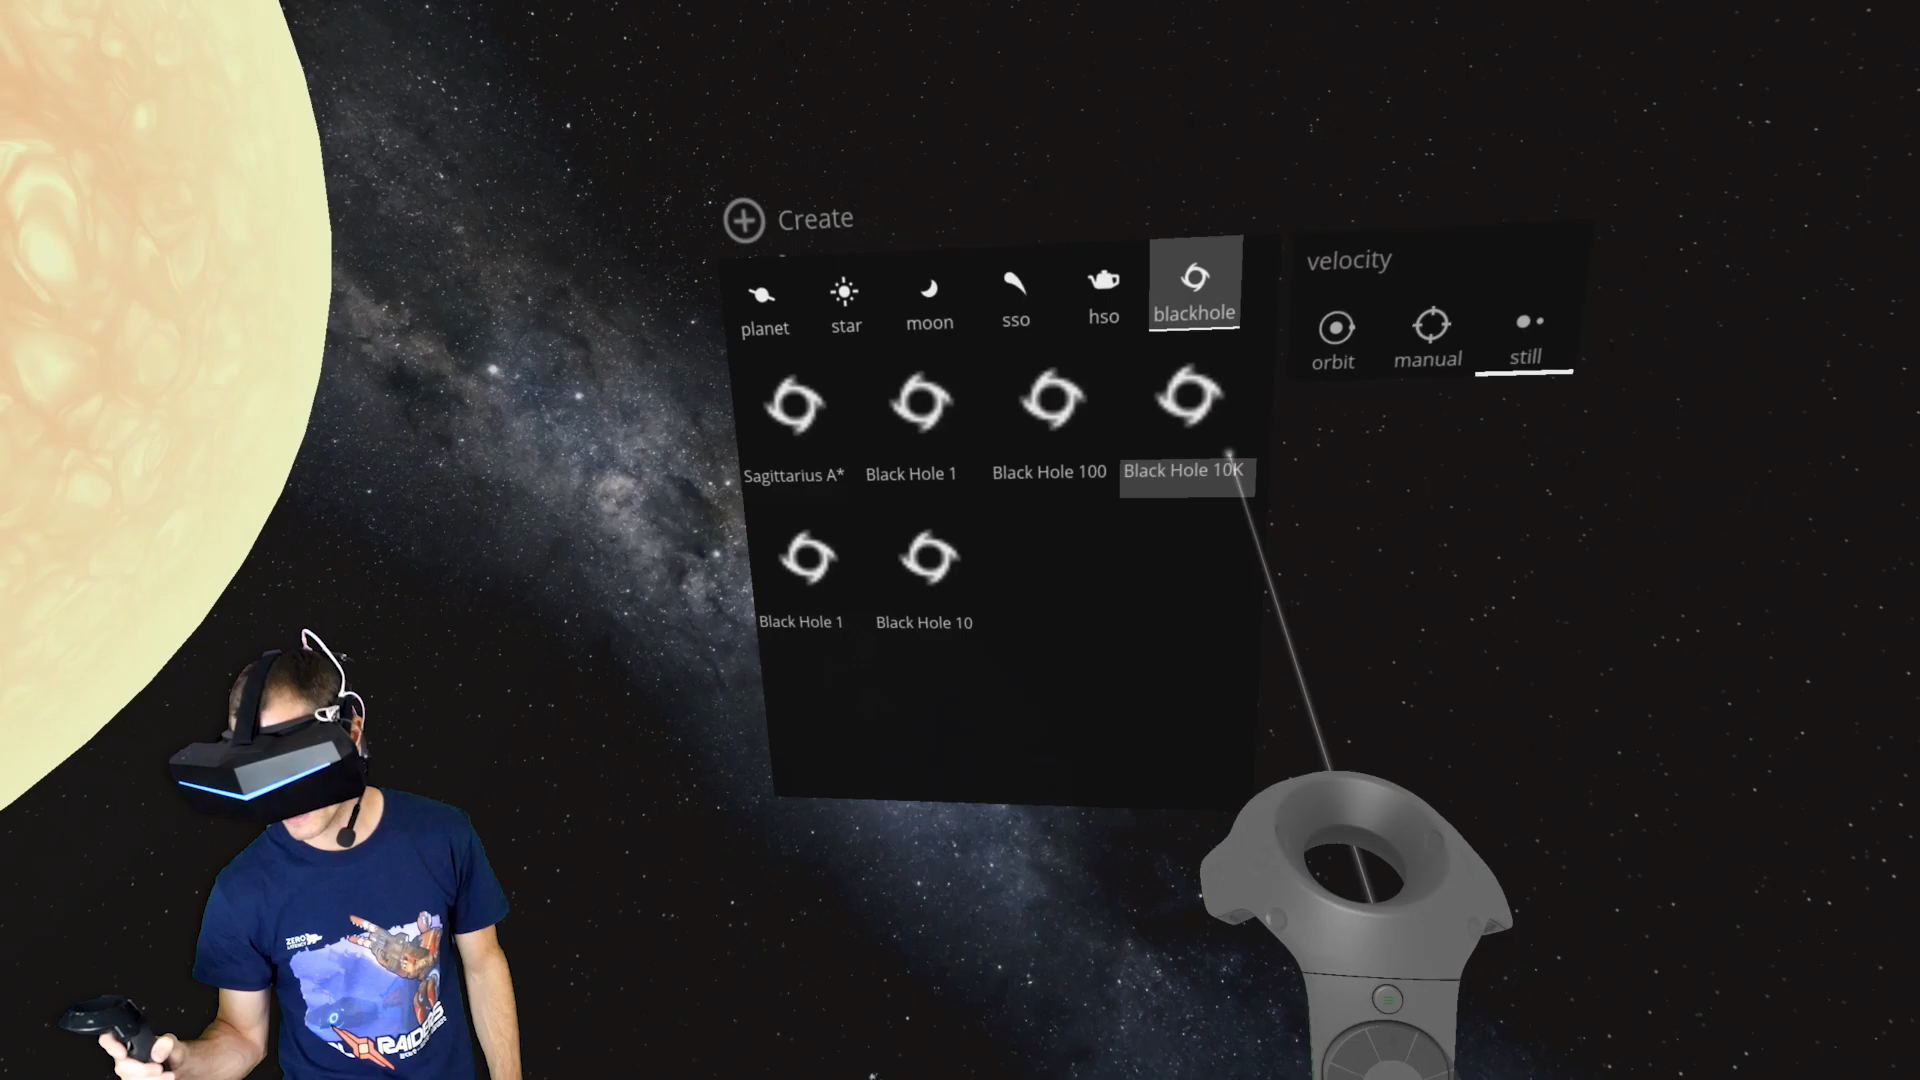 Create
planet star moon sso hso blackhole
velocity
orbit manual still
Sagittarius A* Black Hole 1 Black Hole 100 Black Hole 10K
Black Hole 1 Black Hole 10
ZERO
RAIDERS